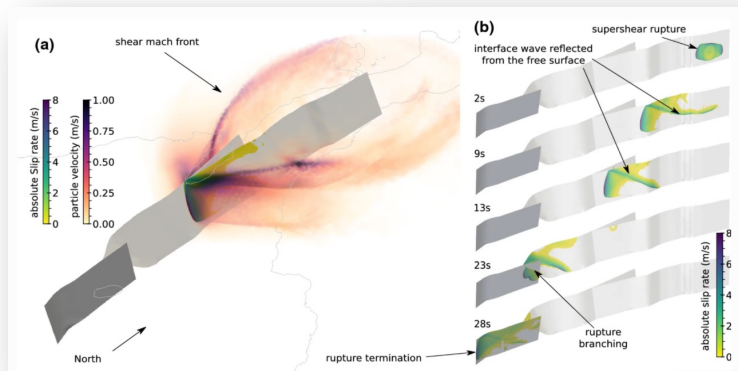 (a)
shear mach front
absolute Slip rate (m/s)
8
6
4
2
0
particle velocity (m/s)
1.00
0.75
0.50
0.25
0.00
North
(b)
supershear rupture
interface wave reflected
from the free surface
2s
9s
13s
23s
28s
rupture
branching
rupture termination
absolute slip rate (m/s)
8
6
4
2
0